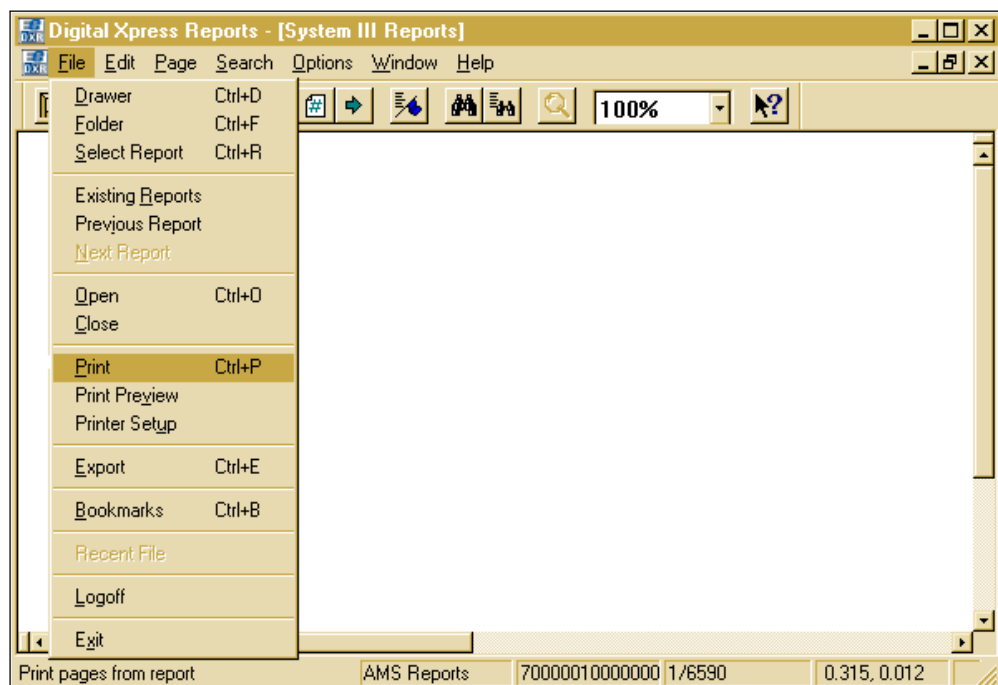 Digital Xpress Reports - [System III Reports]
DXR File Edit Page Search Options Window Help
100%
Drawer Ctrl+D
Folder Ctrl+F
Select Report Ctrl+R
Existing Reports
Previous Report
Next Report
Open Ctrl+O
Close
Print Ctrl+P
Print Preview
Printer Setup
Export Ctrl+E
Bookmarks Ctrl+B
Recent File
Logoff
Exit
Print pages from report AMS Reports 70000010000000 1/6590 0.315, 0.012